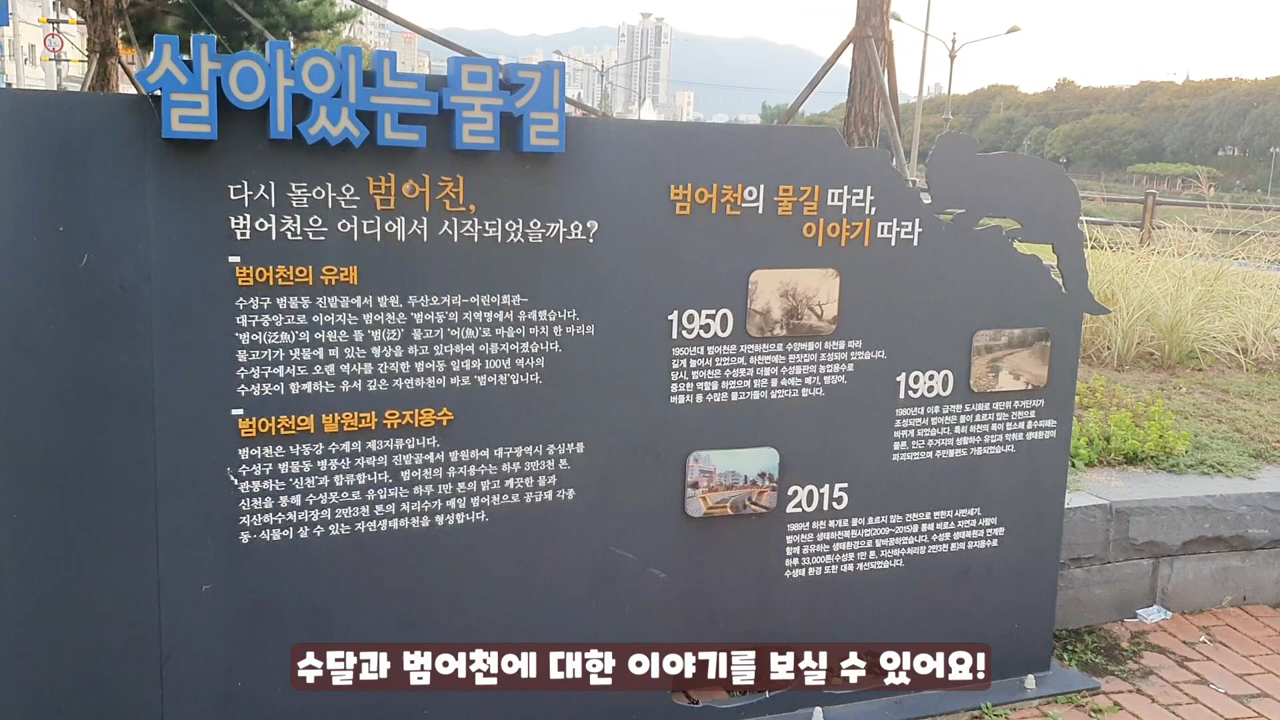 살아있는 물길
다시 돌아온 범어천,
범어천은 어디에서 시작되었을까요?
범어천의 유래
수성구 범물동 진밭골에서 발원, 두산오거리-어린이회관-
대구중앙고로 이어지는 범어천은 '범어동'의 지역명에서 유래했습니다.
'범어(泛魚)'의 어원은 뜰 '범(泛)' 물고기 '어(魚)'로 마을이 마치 한 마리의
물고기가 냇물에 떠 있는 형상을 하고 있다하여 이름지어졌습니다.
수성구에서도 오랜 역사를 간직한 범어동 일대와 100년 역사의
수성못이 함께하는 유서 깊은 자연하천이 바로 '범어천'입니다.
범어천의 발원과 유지용수
범어천은 낙동강 수계의 제3지류입니다.
수성구 범물동 병풍산 자락의 진밭골에서 발원하여 대구광역시 중심부를
관통하는 '신천'과 합류합니다. 범어천의 유지용수는 하루 3만3천 톤,
신천을 통해 수성못으로 유입되는 하루 1만 톤의 맑고 깨끗한 물과
지산하수처리장의 2만3천 톤의 처리수가 매일 범어천으로 공급돼 각종
동·식물이 살 수 있는 자연생태하천을 형성합니다.
범어천의 물길 따라,
이야기 따라
1950
1950년대 범어천은 자연하천으로 수양버들이 하천을 따라
길게 늘어서 있었으며, 하천변에는 판잣집이 조성되어 있었습니다.
당시, 범어천은 수성못과 더불어 수성뜰판의 농업용수로
중요한 역할을 하였으며 맑은 물 속에는 메기, 뱀장어,
버들치 등 수많은 물고기들이 살았다고 합니다.
1980
1980년대 이후 급격한 도시화로 대단위 주거단지가
조성되면서 범어천은 물이 흐르지 않는 건천으로
바뀌게 되었습니다. 특히 하천의 폭이 협소해 홍수피해는
물론, 인근 주거지의 생활하수 유입과 악취로 생태환경이
파괴되었으며 주민불편도 가중되었습니다.
2015
1989년 하천 복개로 물이 흐르지 않는 건천으로 변한지 사반세기,
범어천은 생태하천복원사업(2009~2015)을 통해 비로소 자연과 사람이
함께 공유하는 생태환경으로 탈바꿈하였습니다. 수성못 생태복원과 연계한
하루 33,000톤(수성못 1만 톤, 지산하수처리장 2만3천 톤)의 유지용수로
수생태 환경 또한 대폭 개선되었습니다.
수달과 범어천에 대한 이야기를 보실 수 있어요!